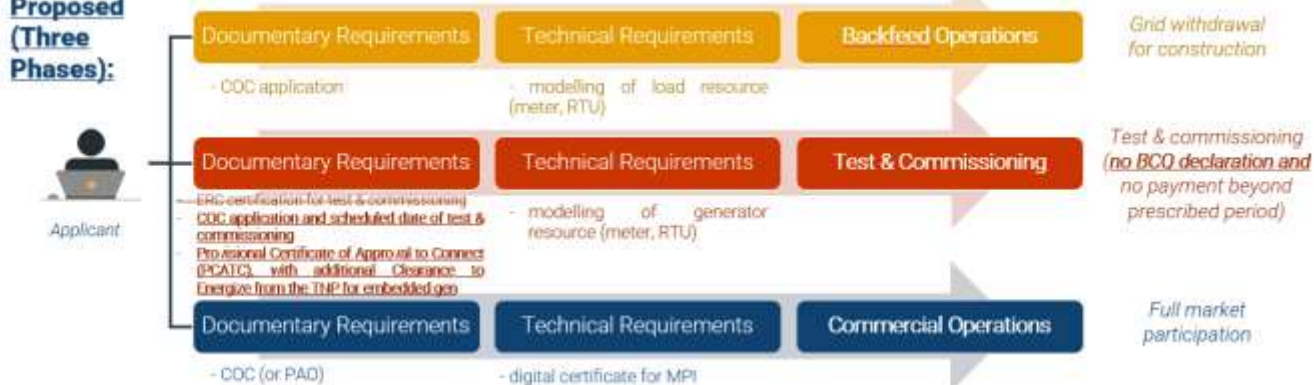 Proposed
(Three
Phases):
Documentary Requirements
Technical Requirements
Backfeed Operations
Grid withdrawal
for construction
- COC application
- modelling of load resource
(meter, RTU)
Applicant
Documentary Requirements
Technical Requirements
Test & Commissioning
Test & commissioning
(no BCQ declaration and
no payment beyond
prescribed period)
- ERC certification for test & commissioning
- COC application and scheduled date of test &
commissioning
- Provisional Certificate of Approval to Connect
(PCATC), with additional Clearance to
Energize from the TNP for embedded gen
- modelling of generator
resource (meter, RTU)
Documentary Requirements
Technical Requirements
Commercial Operations
Full market
participation
- COC (or PAO)
- digital certificate for MPI